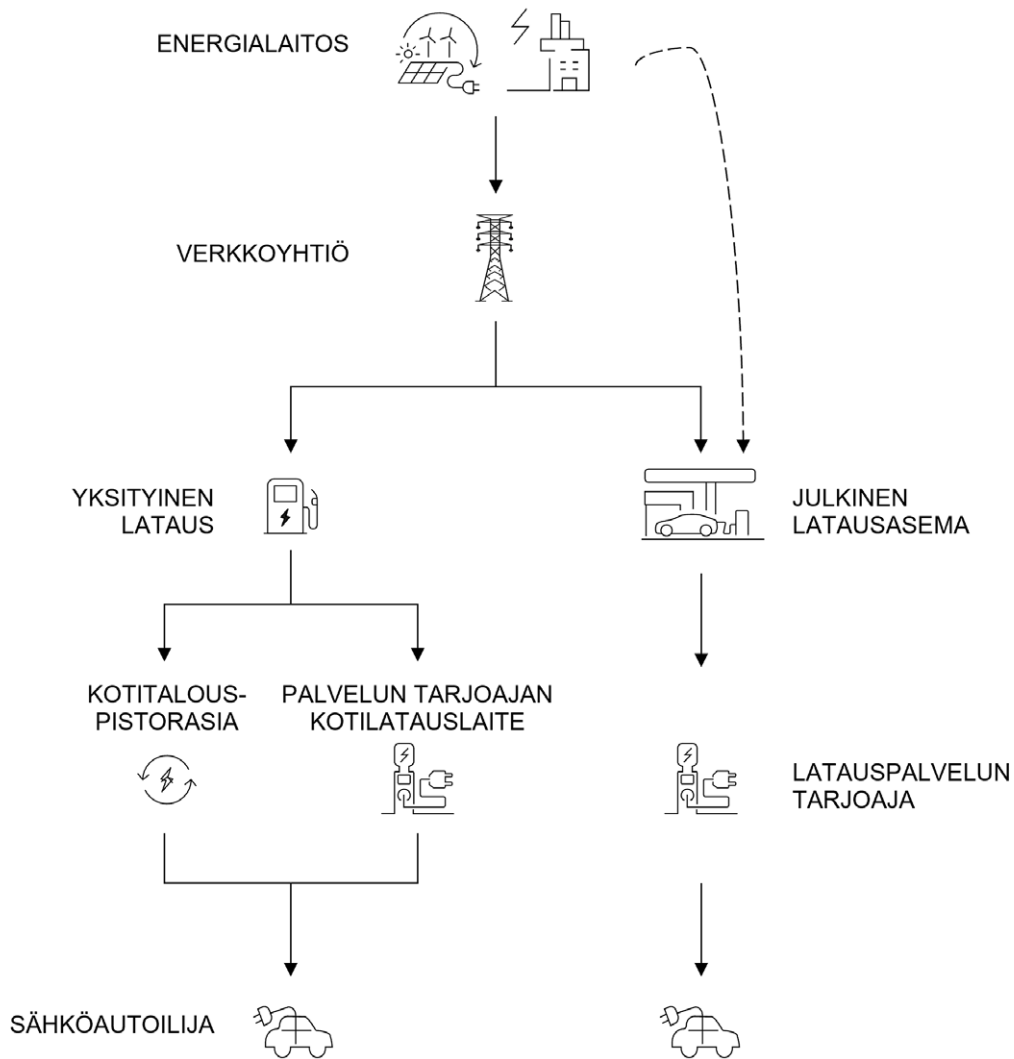 ENERGIALAITOS
VERKKOYHTIÖ
YKSITYINEN
LATAUS
JULKINEN
LATAUSASEMA
KOTITALOUS-
PISTORASIA
PALVELUN TARJOAJAN
KOTILATAUSLAITE
LATAUSPALVELUN
TARJOAJA
SÄHKÖAUTOILIJA